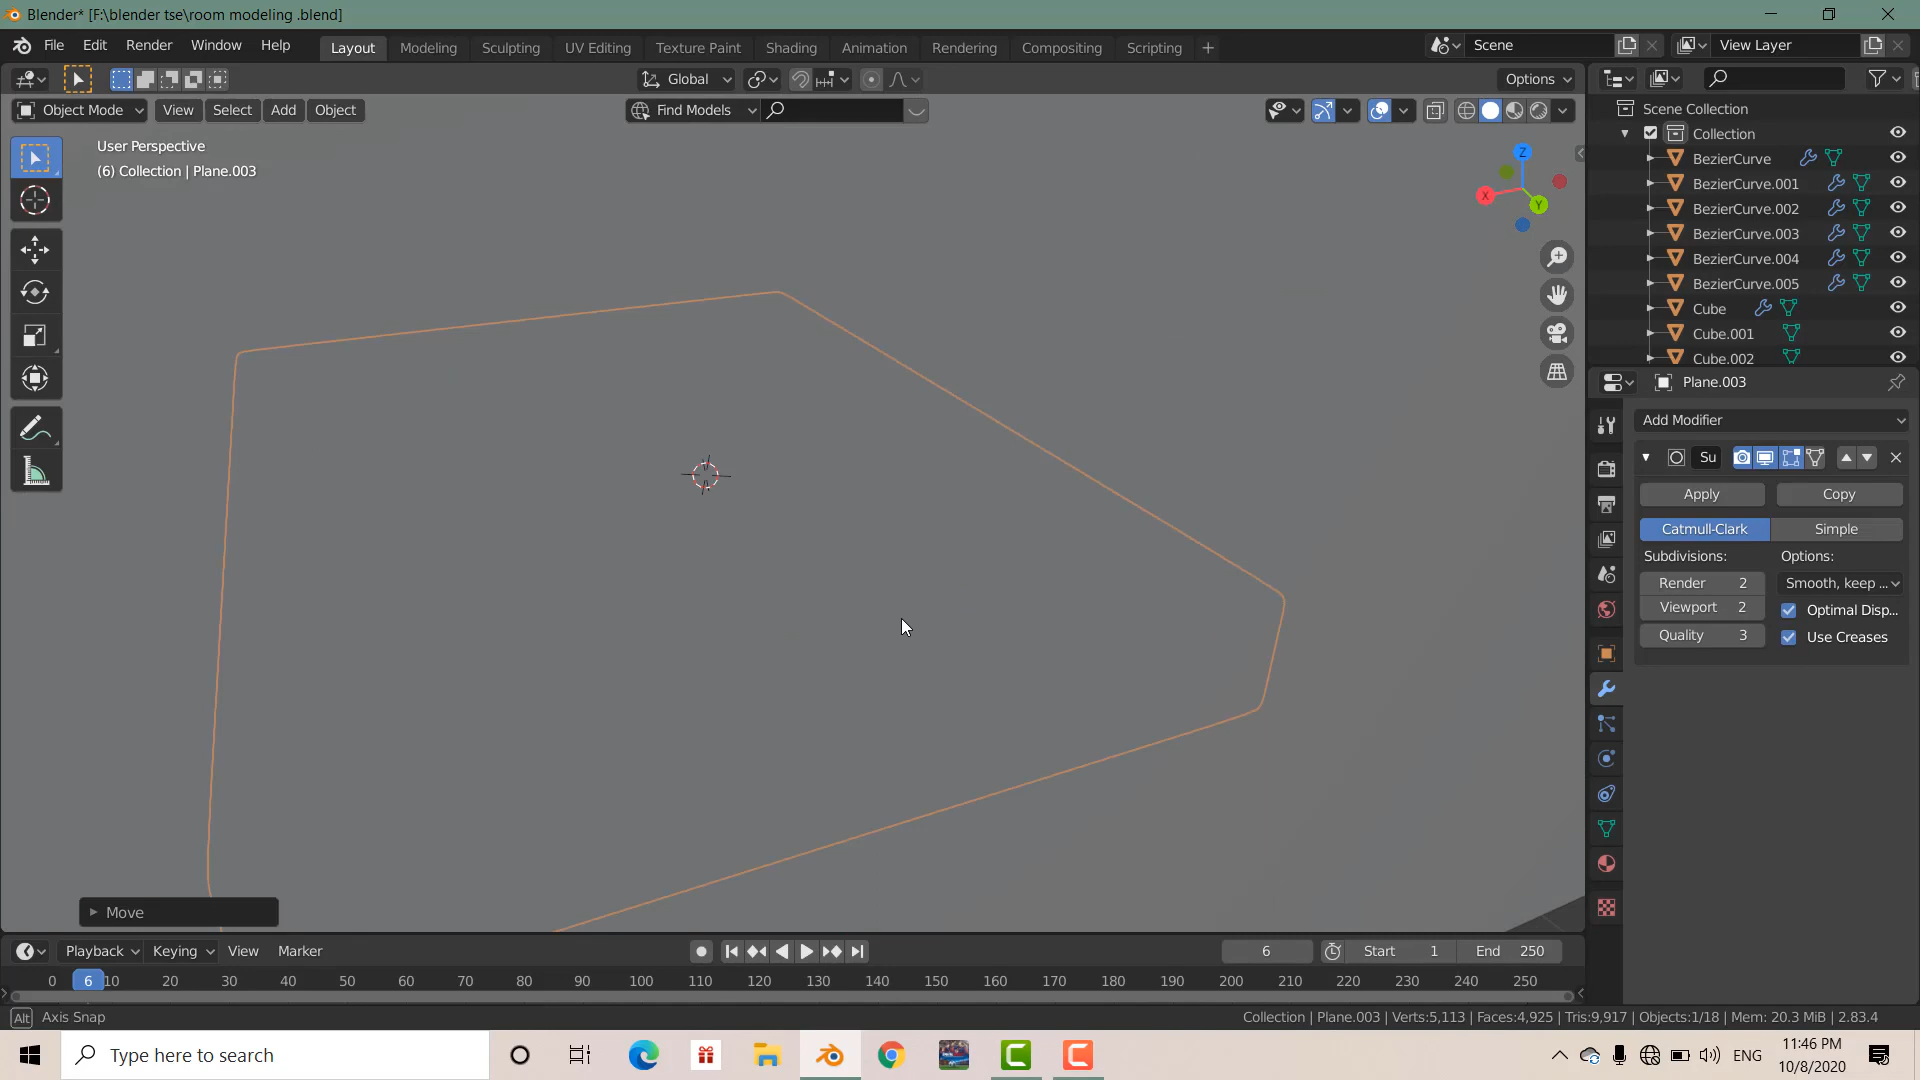 Blender* [F:\blender tse\room modeling .blend]
File Edit Render Window Help
Layout Modeling Sculpting UV Editing Texture Paint Shading Animation Rendering Compositing Scripting +
Scene
View Layer
Global
Options
Object Mode View Select Add Object
Find Models
User Perspective
(6) Collection | Plane.003
Z
X
Y
Scene Collection
Collection
BezierCurve
BezierCurve.001
BezierCurve.002
BezierCurve.003
BezierCurve.004
BezierCurve.005
Cube
Cube.001
Cube.002
Plane.003
Add Modifier
Su
Apply Copy
Catmull-Clark Simple
Subdivisions: Options:
Render 2 Smooth, keep ...
Viewport 2 Optimal Disp...
Quality 3 Use Creases
Move
Playback Keying View Marker
6 Start 1 End 250
0 6 10 20 30 40 50 60 70 80 90 100 110 120 130 140 150 160 170 180 190 200 210 220 230 240 250
Alt Axis Snap
Collection | Plane.003 | Verts:5,113 | Faces:4,925 | Tris:9,917 | Objects:1/18 | Mem: 20.3 MiB | 2.83.4
Type here to search
ENG
11:46 PM
10/8/2020